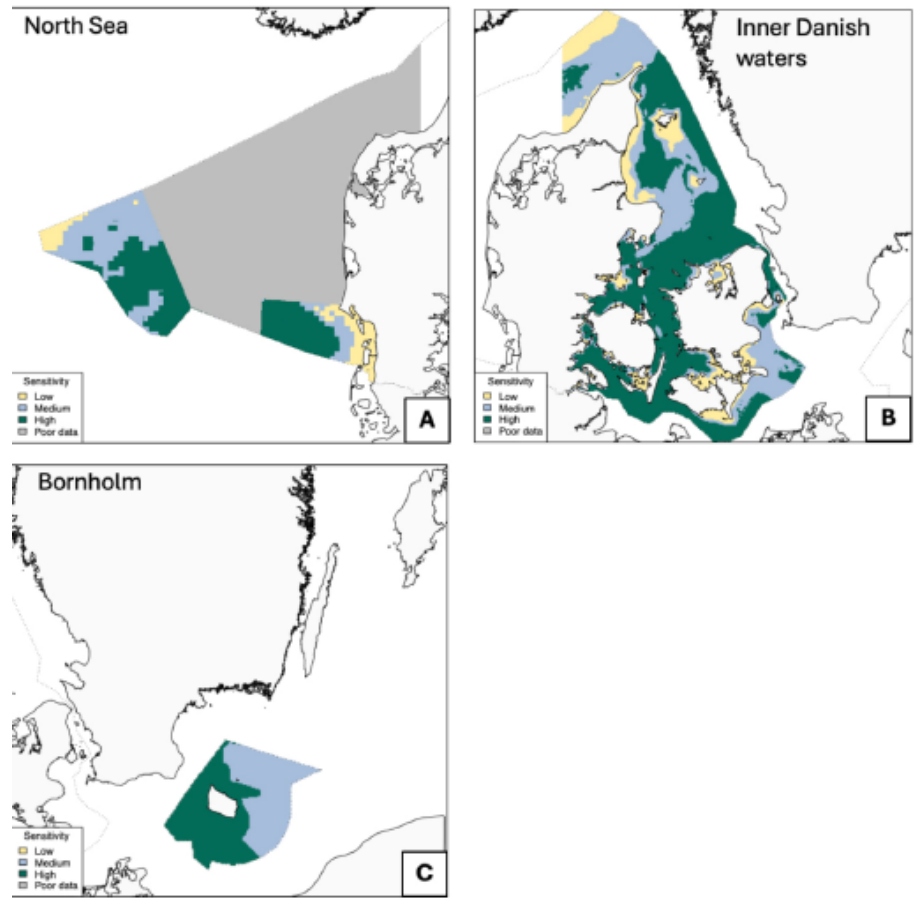 North Sea
Sensitivity
Low
Medium
High
Poor data
A
Inner Danish
waters
Sensitivity
Low
Medium
High
Poor data
B
Bornholm
Sensitivity
Low
Medium
High
Poor data
C